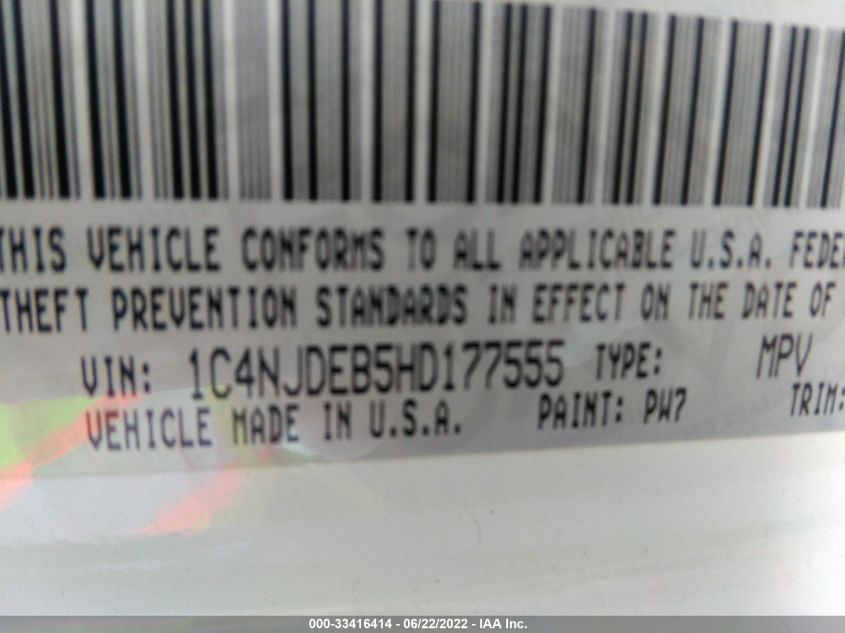 THIS VEHICLE CONFORMS TO ALL APPLICABLE U.S.A.
THEFT PREVENTION STANDARDS IN EFFECT ON THE DATE OF
VIN: 1C4NJDEB5HD177555 TYPE: MPV
VEHICLE MADE IN U.S.A. PAINT: PW7 TRIM:
000-33416414 - 06/22/2022 - IAA Inc.